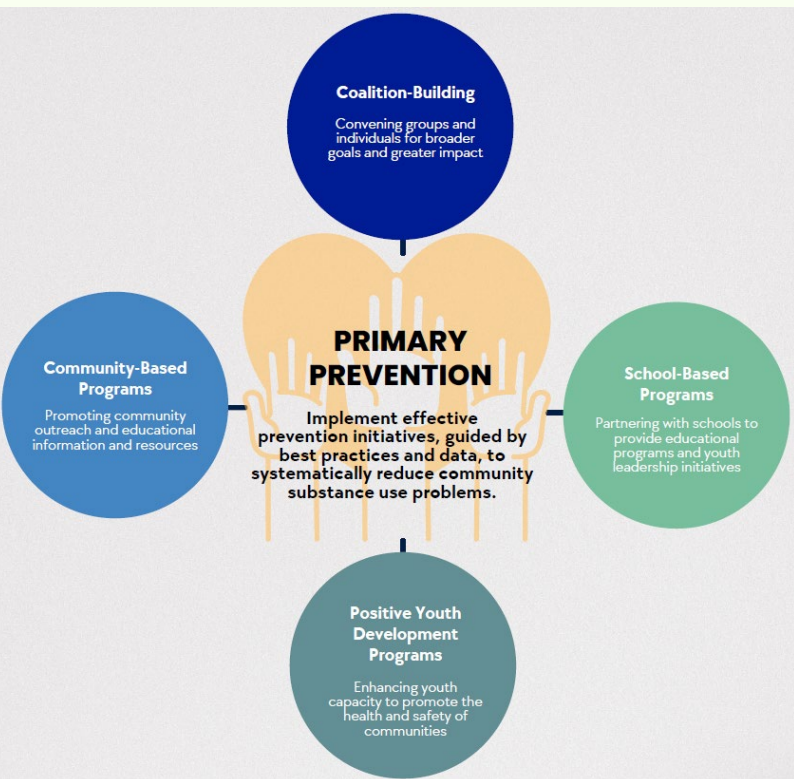 Coalition-Building
Convening groups and
individuals for broader
goals and greater impact
PRIMARY
PREVENTION
Implement effective
prevention initiatives, guided by
best practices and data, to
systematically reduce community
substance use problems.
Community-Based
Programs
Promoting community
outreach and educational
information and resources
School-Based
Programs
Partnering with schools to
provide educational
programs and youth
leadership initiatives
Positive Youth
Development
Programs
Enhancing youth
capacity to promote the
health and safety of
communities